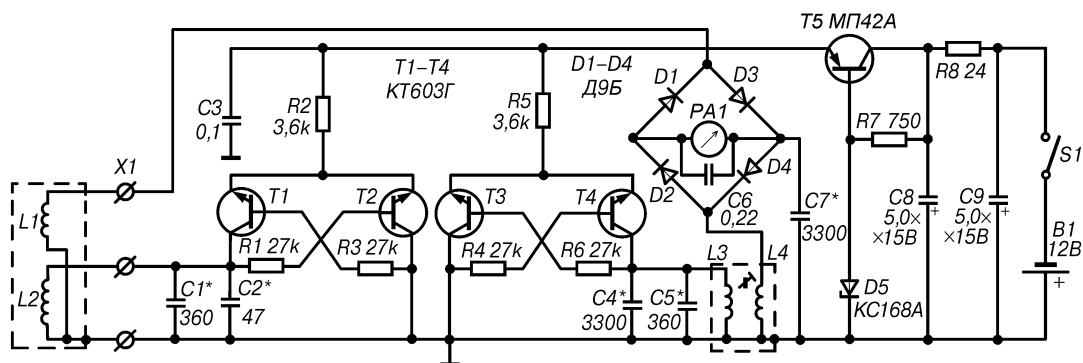 T5 МП42А
T1–T4
КТ603Г
D1–D4
Д9Б
D1
D3
R8 24
C3
0,1
R2
3,6k
R5
3,6k
PA1
R7 750
S1
X1
T1
T2
T3
T4
D2
D4
C6
0,22
C7*
3300
C8
5,0×
×15В
+
C9
5,0×
×15В
+
B1
12В
+
L1
R1 27k
R3 27k
R4 27k
R6 27k
L3
L4
L2
C1*
360
C2*
47
C4*
3300
C5*
360
D5
КС168А